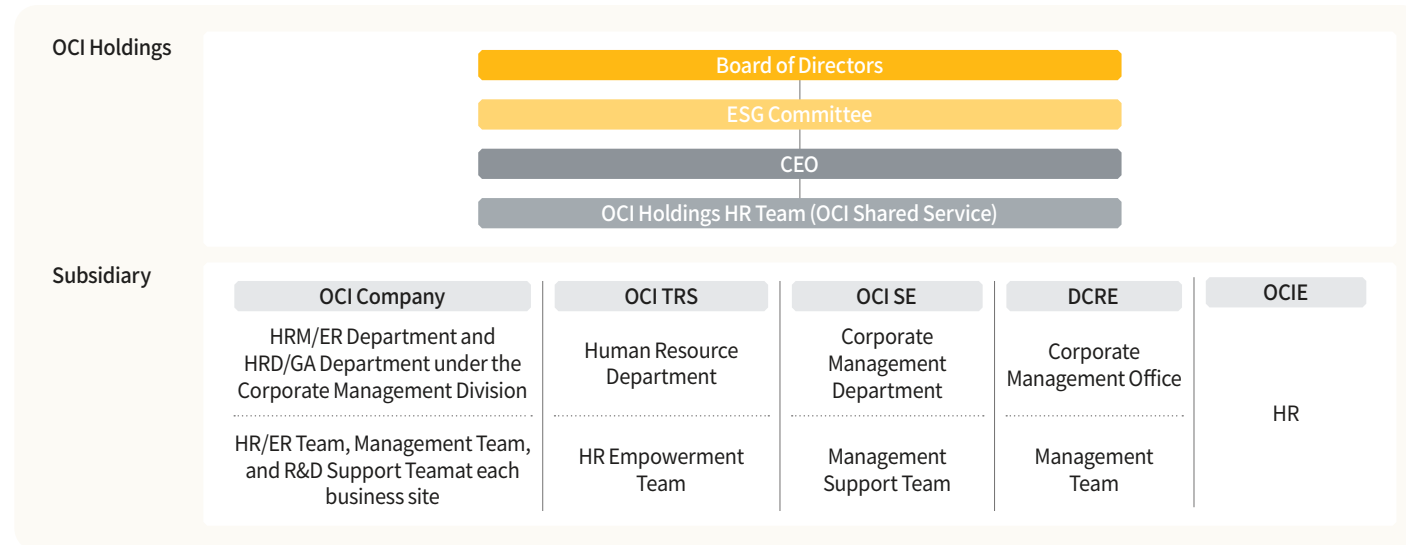 OCI Holdings
Board of Directors
ESG Committee
CEO
OCI Holdings HR Team (OCI Shared Service)
Subsidiary
OCI Company
HRM/ER Department and
HRD/GA Department under the
Corporate Management Division
HR/ER Team, Management Team,
and R&D Support Teamat each
business site
OCI TRS
Human Resource
Department
HR Empowerment
Team
OCI SE
Corporate
Management
Department
Management
Support Team
DCRE
Corporate
Management Office
Management
Team
OCIE
HR